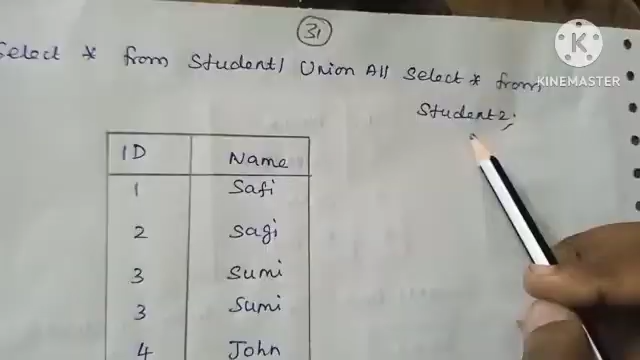 31
Select * from Student1 Union All Select * from
Student2;
KINEMASTER
ID Name
1 Safi
2 Sagi
3 Sumi
3 Sumi
4 John